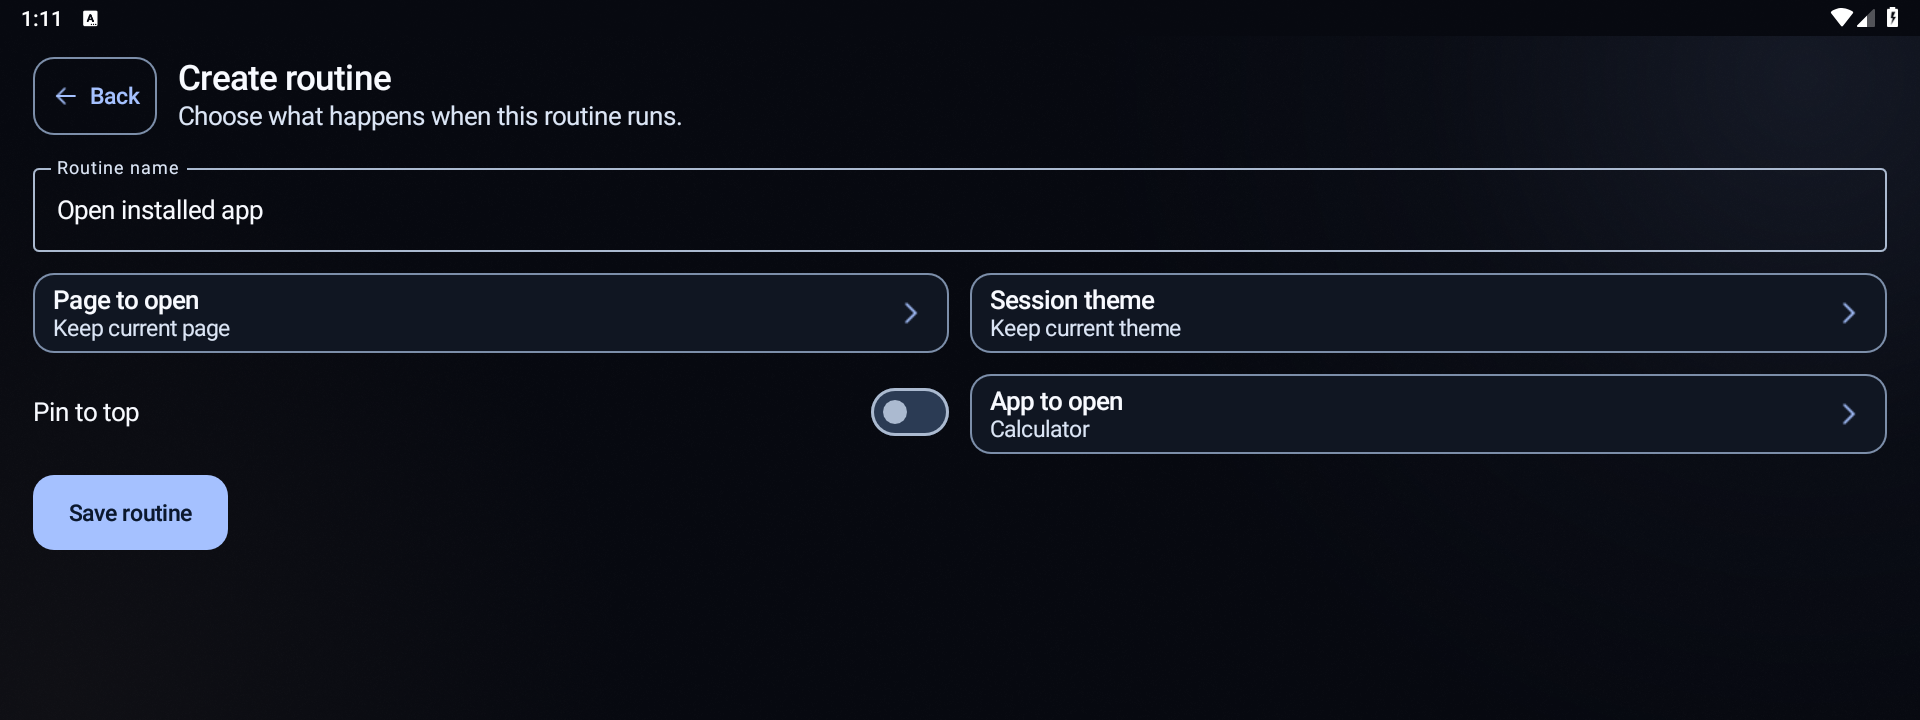 1:11
Back
Create routine
Choose what happens when this routine runs.
Routine name
Open installed app
Page to open
Keep current page
Session theme
Keep current theme
Pin to top
App to open
Calculator
Save routine